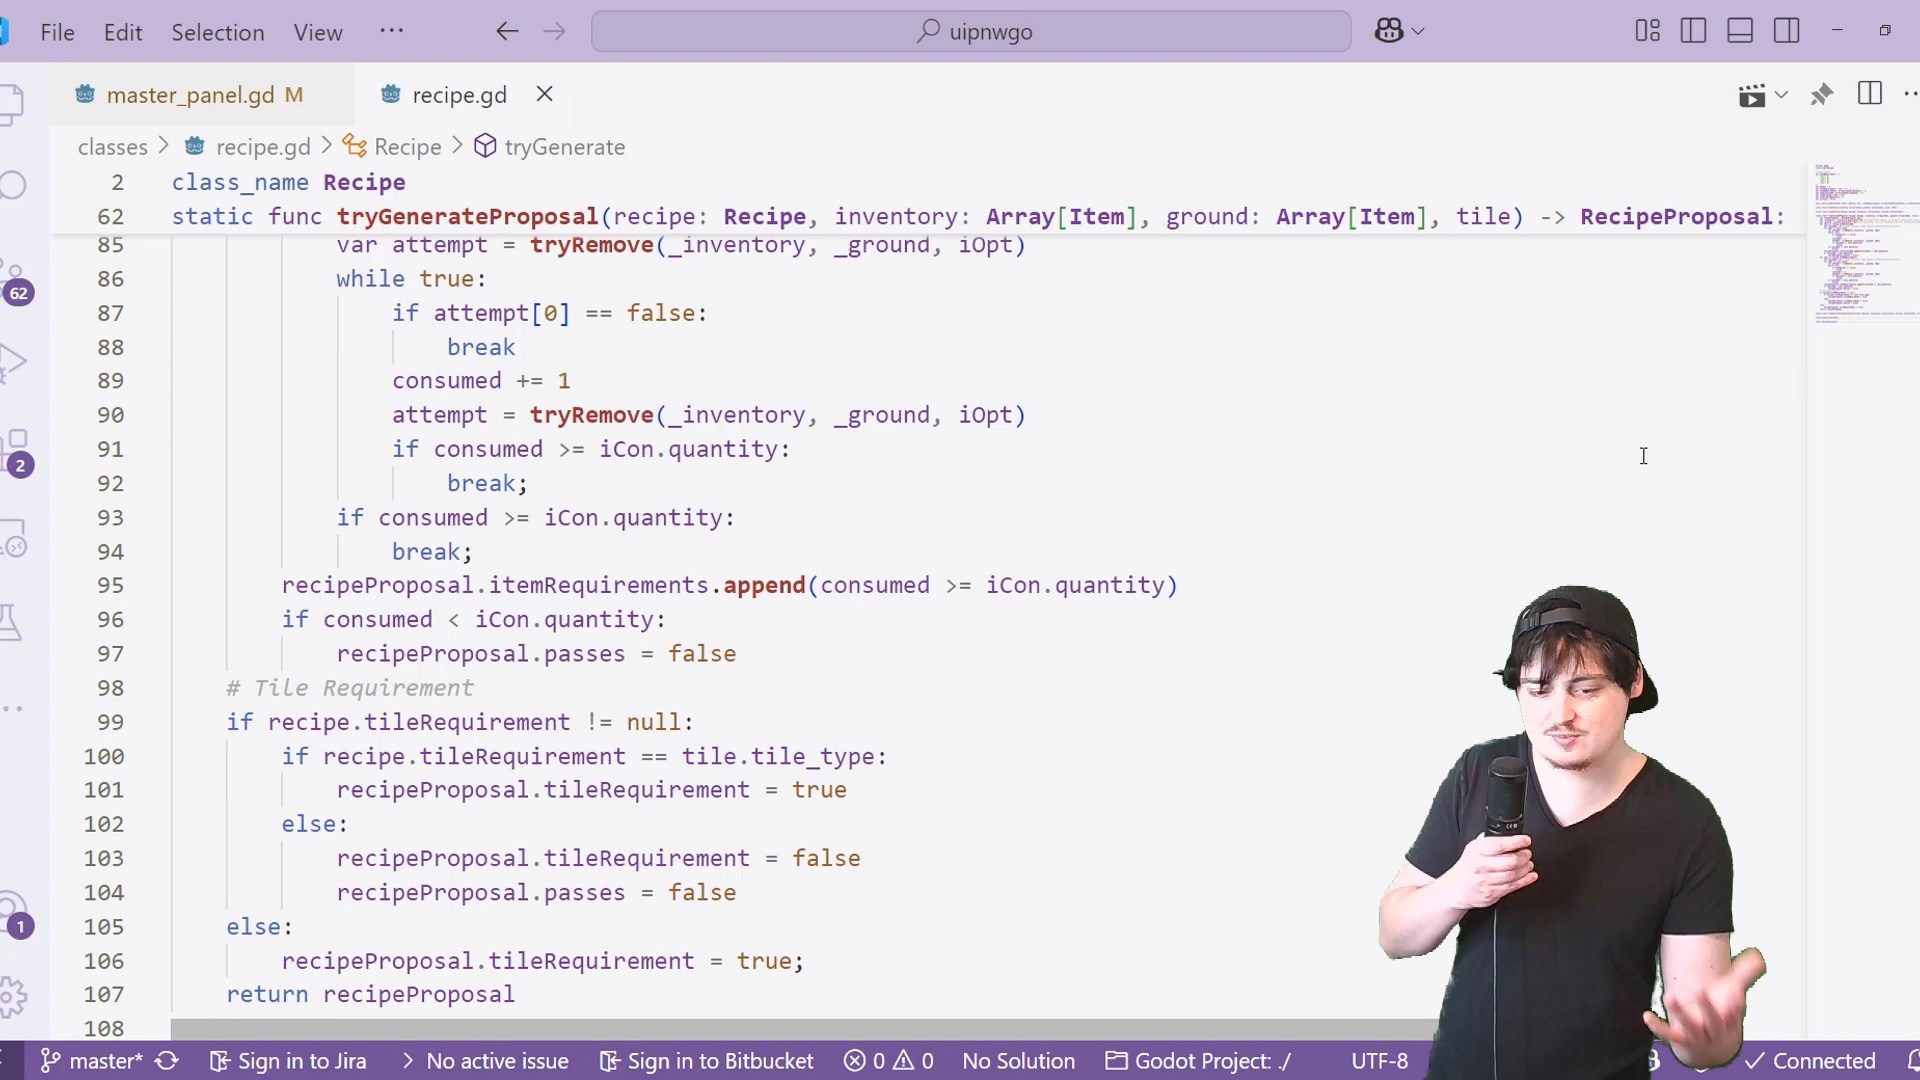 File Edit Selection View ... uipnwgo
master_panel.gd M recipe.gd
classes > recipe.gd > Recipe > tryGenerate
2 class_name Recipe
62 static func tryGenerateProposal(recipe: Recipe, inventory: Array[Item], ground: Array[Item], tile) -> RecipeProposal:
85 var attempt = tryRemove(_inventory, _ground, iOpt)
86 while true:
87 if attempt[0] == false:
88 break
89 consumed += 1
90 attempt = tryRemove(_inventory, _ground, iOpt)
91 if consumed >= iCon.quantity:
92 break;
93 if consumed >= iCon.quantity:
94 break;
95 recipeProposal.itemRequirements.append(consumed >= iCon.quantity)
96 if consumed < iCon.quantity:
97 recipeProposal.passes = false
98 # Tile Requirement
99 if recipe.tileRequirement != null:
100 if recipe.tileRequirement == tile.tile_type:
101 recipeProposal.tileRequirement = true
102 else:
103 recipeProposal.tileRequirement = false
104 recipeProposal.passes = false
105 else:
106 recipeProposal.tileRequirement = true;
107 return recipeProposal
108
62
2
1
master* Sign in to Jira > No active issue Sign in to Bitbucket 0 0 No Solution Godot Project: ./ UTF-8 Connected